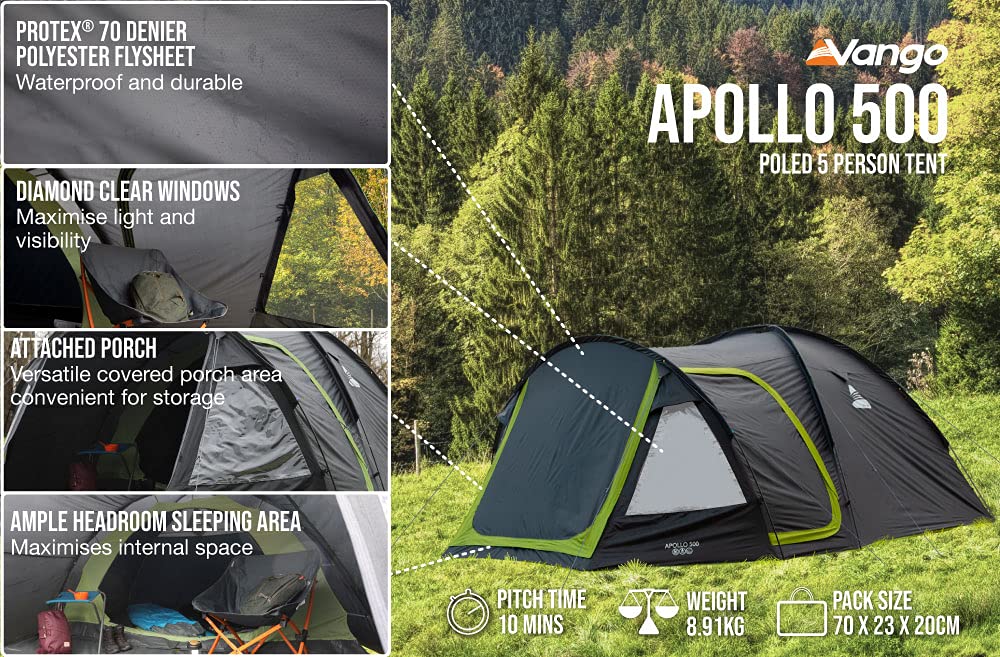 PROTEX® 70 DENIER
POLYESTER FLYSHEET
Waterproof and durable
DIAMOND CLEAR WINDOWS
Maximise light and
visibility
ATTACHED PORCH
Versatile covered porch area
convenient for storage
AMPLE HEADROOM SLEEPING AREA
Maximises internal space
Vango
APOLLO 500
POLED 5 PERSON TENT
APOLLO 500
PITCH TIME
10 MINS
WEIGHT
8.91KG
PACK SIZE
70 X 23 X 20CM